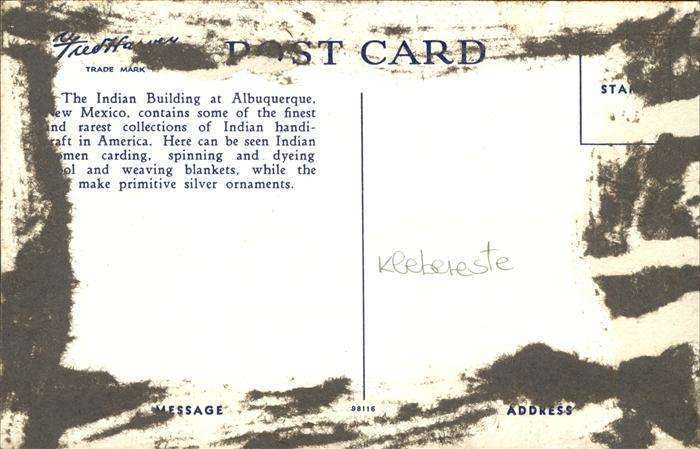 Fred Harvey
POST CARD
TRADE MARK
STA
The Indian Building at Albuquerque,
ew Mexico, contains some of the finest
nd rarest collections of Indian handi-
raft in America. Here can be seen Indian
omen carding, spinning and dyeing
ol and weaving blankets, while the
make primitive silver ornaments.
Klebereste
MESSAGE
98116
ADDRESS